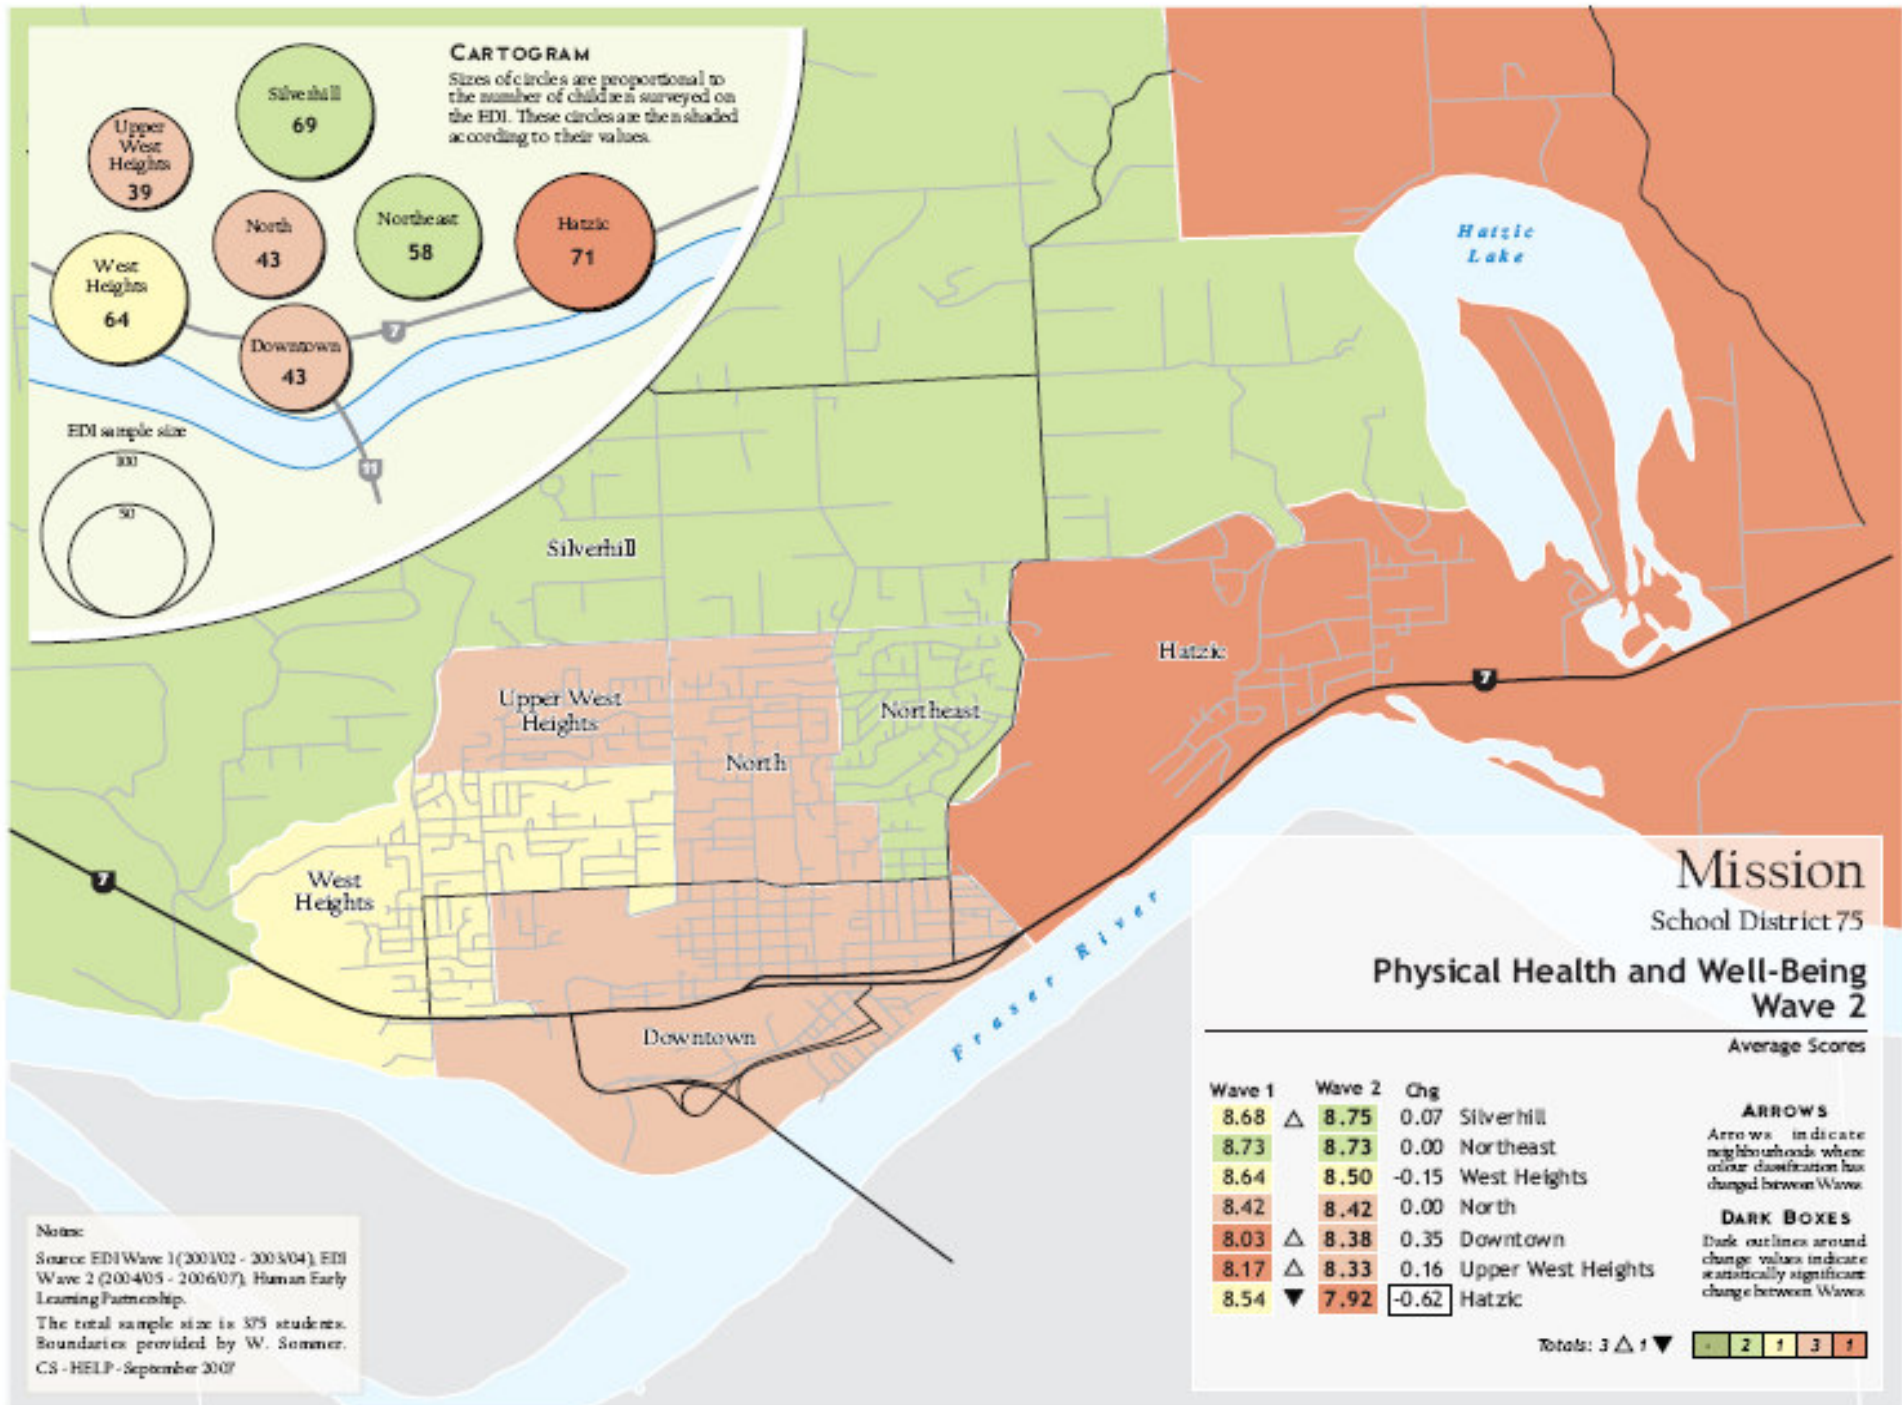 CARTOGRAM
Sizes of circles are proportional to
the number of children surveyed on
the EDI. These circles are then shaded
according to their values.
Silverhill
69
Upper
West
Heights
39
North
43
Northeast
58
Hatzic
71
West
Heights
64
Downtown
43
7
11
EDI sample size
100
50
Hatzic
Lake
Silverhill
Upper West
Heights
North
Northeast
Hatzic
7
7
West
Heights
Downtown
Fraser River
Mission
School District 75
Physical Health and Well-Being
Wave 2
Average Scores
Wave 1 Wave 2 Chg
8.68 △ 8.75 0.07 Silverhill
8.73 8.73 0.00 Northeast
8.64 8.50 -0.15 West Heights
8.42 8.42 0.00 North
8.03 △ 8.38 0.35 Downtown
8.17 △ 8.33 0.16 Upper West Heights
8.54 ▼ 7.92 -0.62 Hatzic
ARROWS
Arrows indicate
neighbourhoods where
colour classification has
changed between Waves
DARK BOXES
Dark outlines around
change values indicate
statistically significant
change between Waves
Totals: 3 △ 1 ▼ - 2 1 3 1
Notes:
Source EDI Wave 1 (2001/02 - 2003/04), EDI
Wave 2 (2004/05 - 2006/07), Human Early
Learning Partnership.
The total sample size is 375 students.
Boundaries provided by W. Sommer.
CS - HELP - September 2007